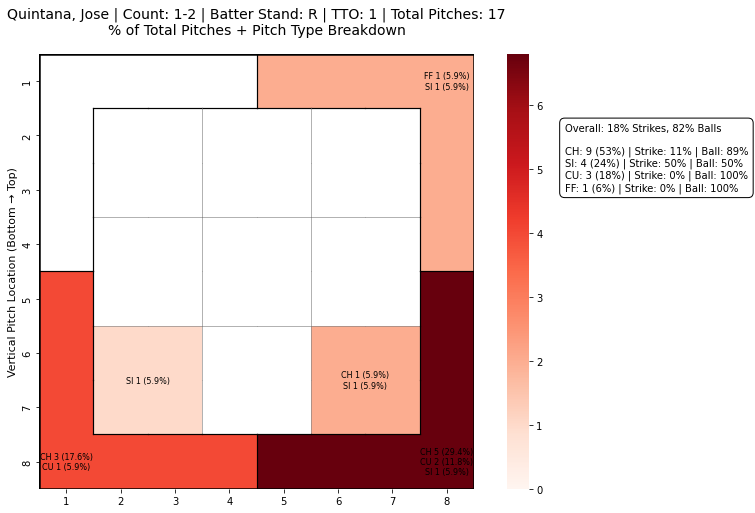 Quintana, Jose | Count: 1-2 | Batter Stand: R | TTO: 1 | Total Pitches: 17
% of Total Pitches + Pitch Type Breakdown
Vertical Pitch Location (Bottom → Top)
1
2
3
4
5
6
7
8
FF 1 (5.9%)
SI 1 (5.9%)
SI 1 (5.9%)
CH 1 (5.9%)
SI 1 (5.9%)
CH 3 (17.6%)
CU 1 (5.9%)
CH 5 (29.4%)
CU 2 (11.8%)
SI 1 (5.9%)
1 2 3 4 5 6 7 8
6
5
4
3
2
1
0
Overall: 18% Strikes, 82% Balls
CH: 9 (53%) | Strike: 11% | Ball: 89%
SI: 4 (24%) | Strike: 50% | Ball: 50%
CU: 3 (18%) | Strike: 0% | Ball: 100%
FF: 1 (6%) | Strike: 0% | Ball: 100%